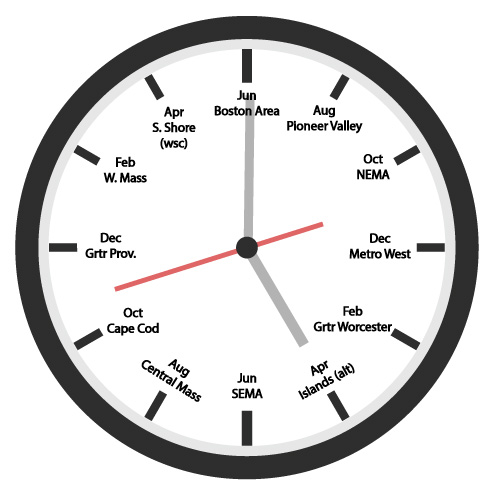 Jun
Boston Area
Aug
Pioneer Valley
Oct
NEMA
Dec
Metro West
Feb
Grtr Worcester
Apr
Islands (alt)
Jun
SEMA
Aug
Central Mass
Oct
Cape Cod
Dec
Grtr Prov.
Feb
W. Mass
Apr
S. Shore
(wsc)